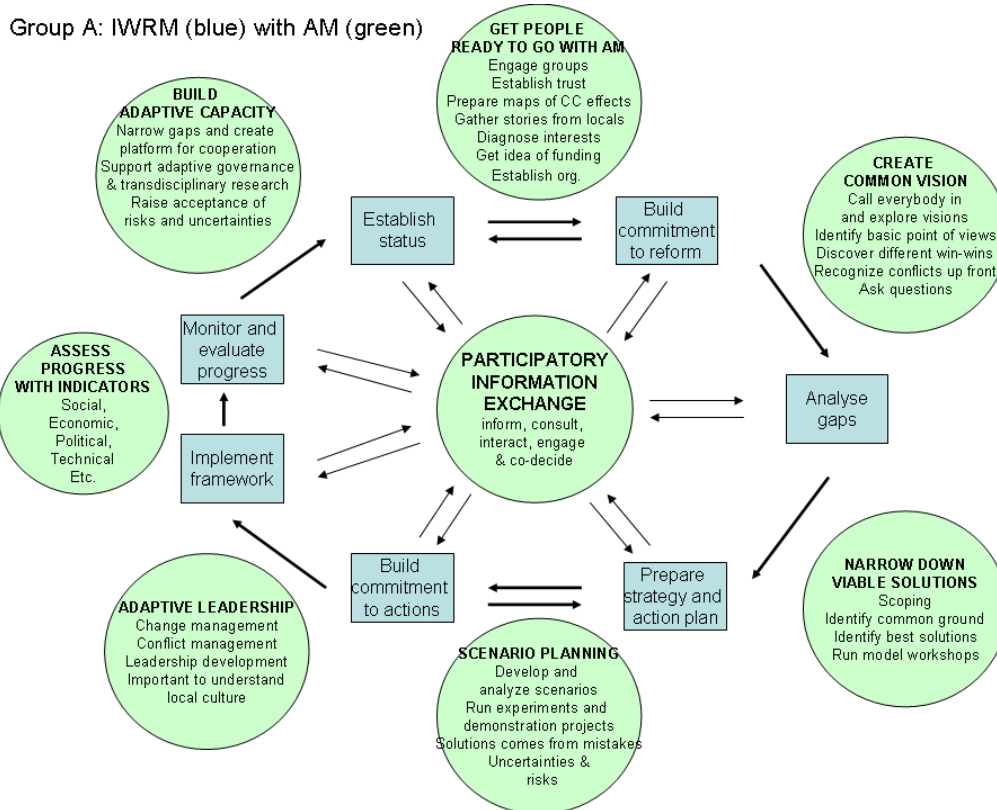 Group A: IWRM (blue) with AM (green)
GET PEOPLE
READY TO GO WITH AM
Engage groups
Establish trust
Prepare maps of CC effects
Gather stories from locals
Diagnose interests
Get idea of funding
Establish org.
BUILD
ADAPTIVE CAPACITY
Narrow gaps and create
platform for cooperation
Support adaptive governance
& transdisciplinary research
Raise acceptance of
risks and uncertainties
CREATE
COMMON VISION
Call everybody in
and explore visions
Identify basic point of views
Discover different win-wins
Recognize conflicts up front
Ask questions
Establish
status
Build
commitment
to reform
Monitor and
evaluate
progress
ASSESS
PROGRESS
WITH INDICATORS
Social,
Economic,
Political,
Technical
Etc.
PARTICIPATORY
INFORMATION
EXCHANGE
inform, consult,
interact, engage
& co-decide
Analyse
gaps
Implement
framework
Build
commitment
to actions
Prepare
strategy and
action plan
NARROW DOWN
VIABLE SOLUTIONS
Scoping
Identify common ground
Identify best solutions
Run model workshops
ADAPTIVE LEADERSHIP
Change management
Conflict management
Leadership development
Important to understand
local culture
SCENARIO PLANNING
Develop and
analyze scenarios
Run experiments and
demonstration projects
Solutions comes from mistakes
Uncertainties &
risks